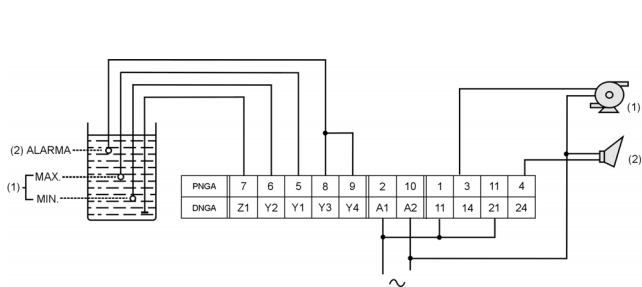 (1)
(2) ALARMA
(2)
MAX.
(1)
MIN.
PNGA 7 6 5 8 9 2 10 1 3 11 4
DNGA Z1 Y2 Y1 Y3 Y4 A1 A2 11 14 21 24